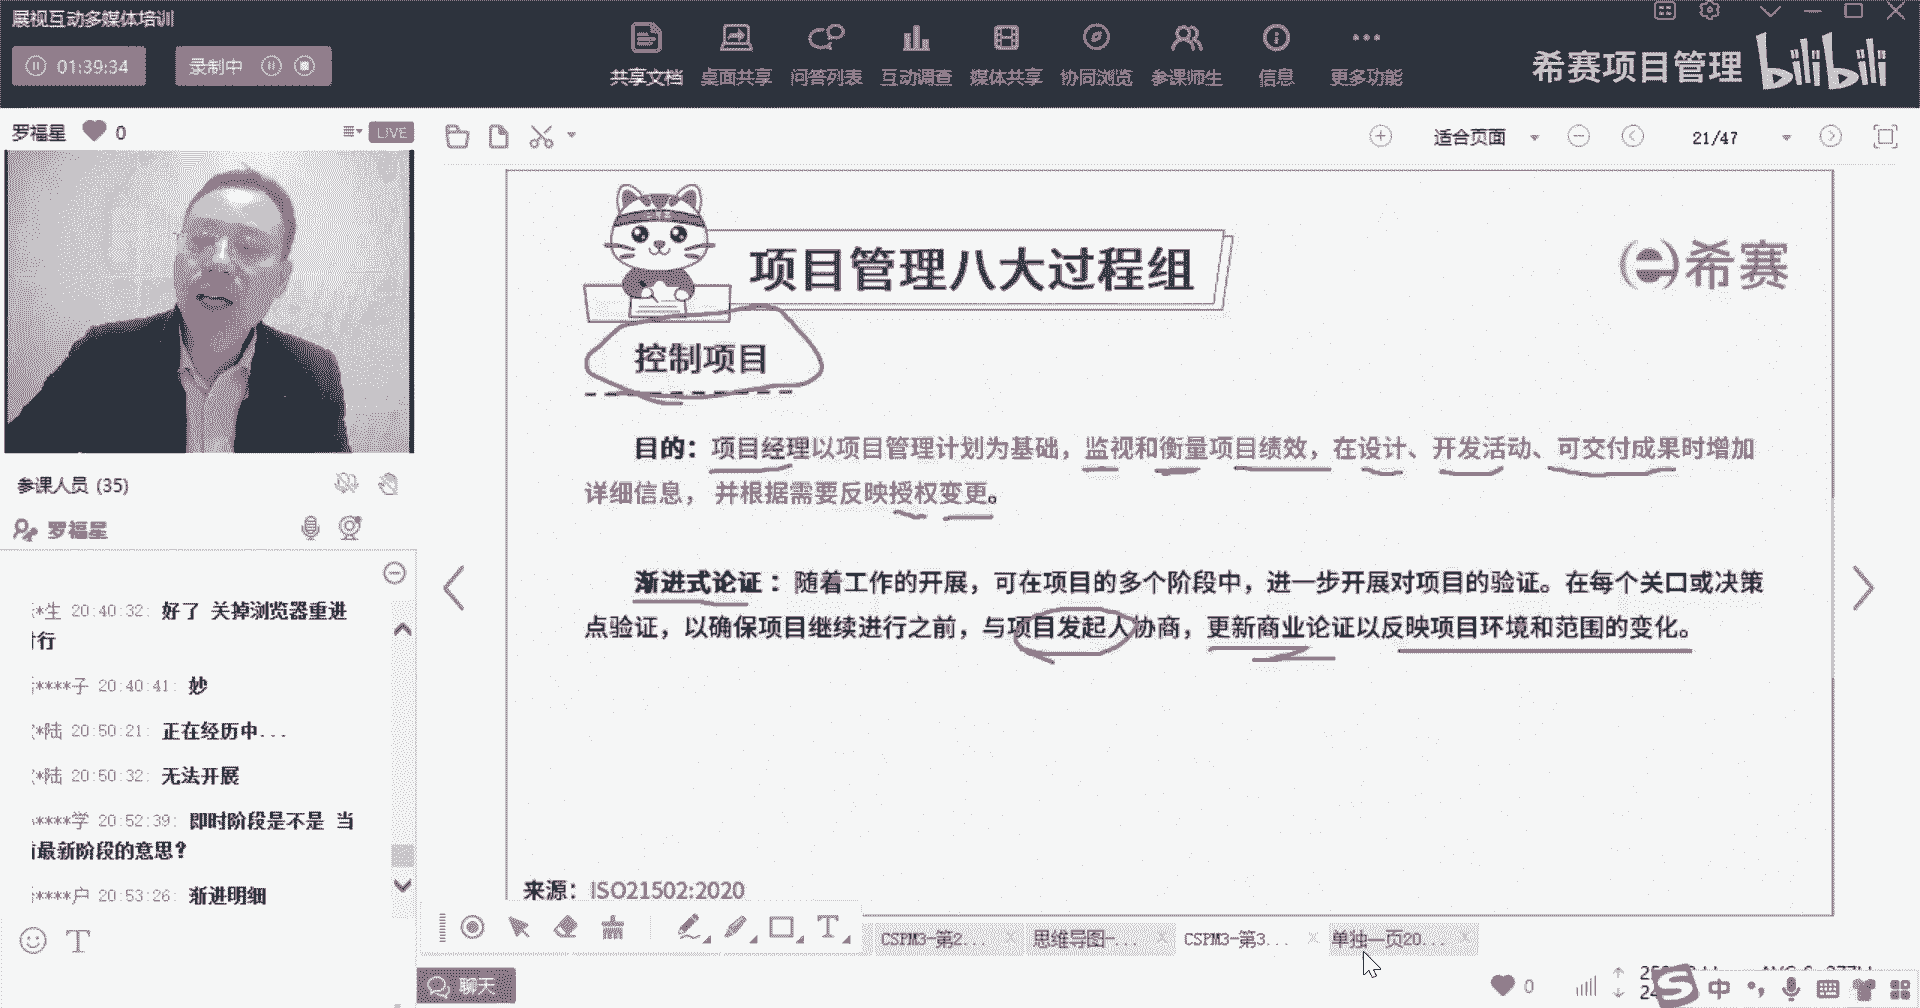 展视互动多媒体培训
01:39:34
录制中
共享文档 桌面共享 问答列表 互动调查 媒体共享 协同浏览 参课师生 信息 更多功能
希赛项目管理 bilibili
罗福星 0
LIVE
适合页面
21/47
参课人员 (35)
罗福星
*生 20:40:32: 好了 关掉浏览器重进
行
****子 20:40:41: 妙
*陆 20:50:21: 正在经历中...
*陆 20:50:32: 无法开展
****学 20:52:39: 即时阶段是不是 当
最新阶段的意思?
****户 20:53:26: 渐进明细
项目管理八大过程组
希赛
控制项目
目的：项目经理以项目管理计划为基础，监视和衡量项目绩效，在设计、开发活动、可交付成果时增加
详细信息， 并根据需要反映授权变更。
渐进式论证 ：随着工作的开展，可在项目的多个阶段中，进一步开展对项目的验证。在每个关口或决策
点验证，以确保项目继续进行之前，与项目发起人协商，更新商业论证以反映项目环境和范围的变化。
来源：ISO21502:2020
CSPM3-第2...
思维导图-...
CSPM3-第3...
单独一页20...
聊天
0
中